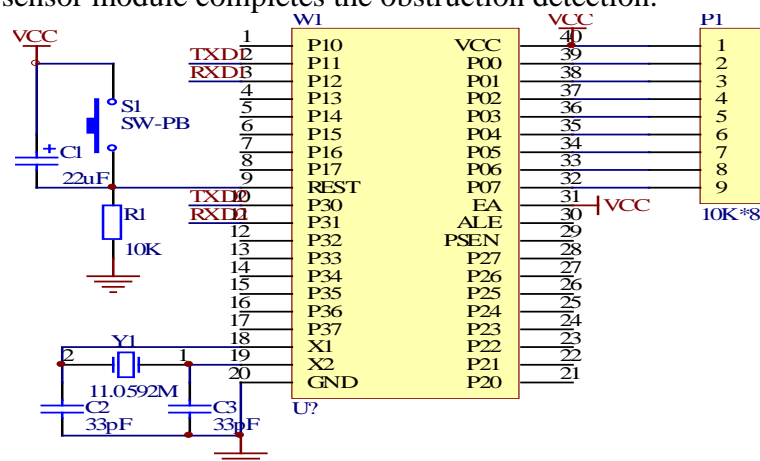 sensor module completes the obstruction detection.
W1
VCC
P1
VCC
1 P10 VCC 40 1
TXD1 2 P11 P00 39 2
RXD1 3 P12 P01 38 3
4 P13 P02 37 4
5 P14 P03 36 5
6 P15 P04 35 6
7 P16 P05 34 7
8 P17 P06 33 8
9 REST P07 32 9
P30 EA 31 VCC
P31 ALE 30
12 P32 PSEN 29
13 P33 P27 28
14 P34 P26 27
15 P35 P25 26
16 P36 P24 25
17 P37 P23 24
18 X1 P22 23
19 X2 P21 22
20 GND P20 21
U?
10K*8
S1
SW-PB
+
C1
22uF
R1
10K
Y1
2 1
11.0592M
C2
33pF
C3
33pF